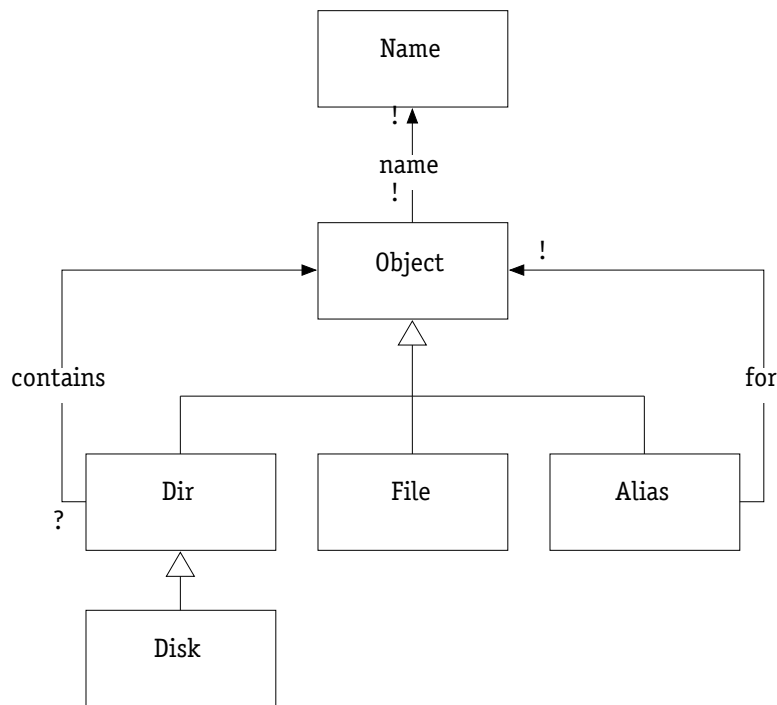 Name
!
name
!
Object
!
contains
for
Dir
File
Alias
?
Disk